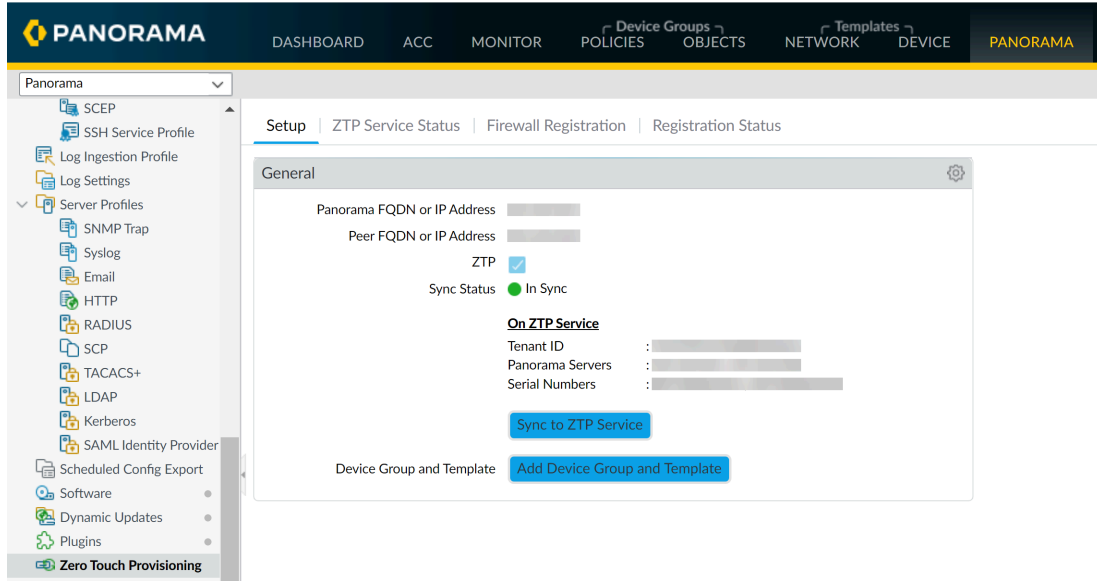 PANORAMA
Device Groups
Templates
DASHBOARD ACC MONITOR POLICIES OBJECTS NETWORK DEVICE PANORAMA
Panorama
SCEP
SSH Service Profile
Log Ingestion Profile
Log Settings
Server Profiles
SNMP Trap
Syslog
Email
HTTP
RADIUS
SCP
TACACS+
LDAP
Kerberos
SAML Identity Provider
Scheduled Config Export
Software
Dynamic Updates
Plugins
Zero Touch Provisioning
Setup ZTP Service Status Firewall Registration Registration Status
General
Panorama FQDN or IP Address
Peer FQDN or IP Address
ZTP
Sync Status In Sync
On ZTP Service
Tenant ID :
Panorama Servers :
Serial Numbers :
Sync to ZTP Service
Device Group and Template Add Device Group and Template